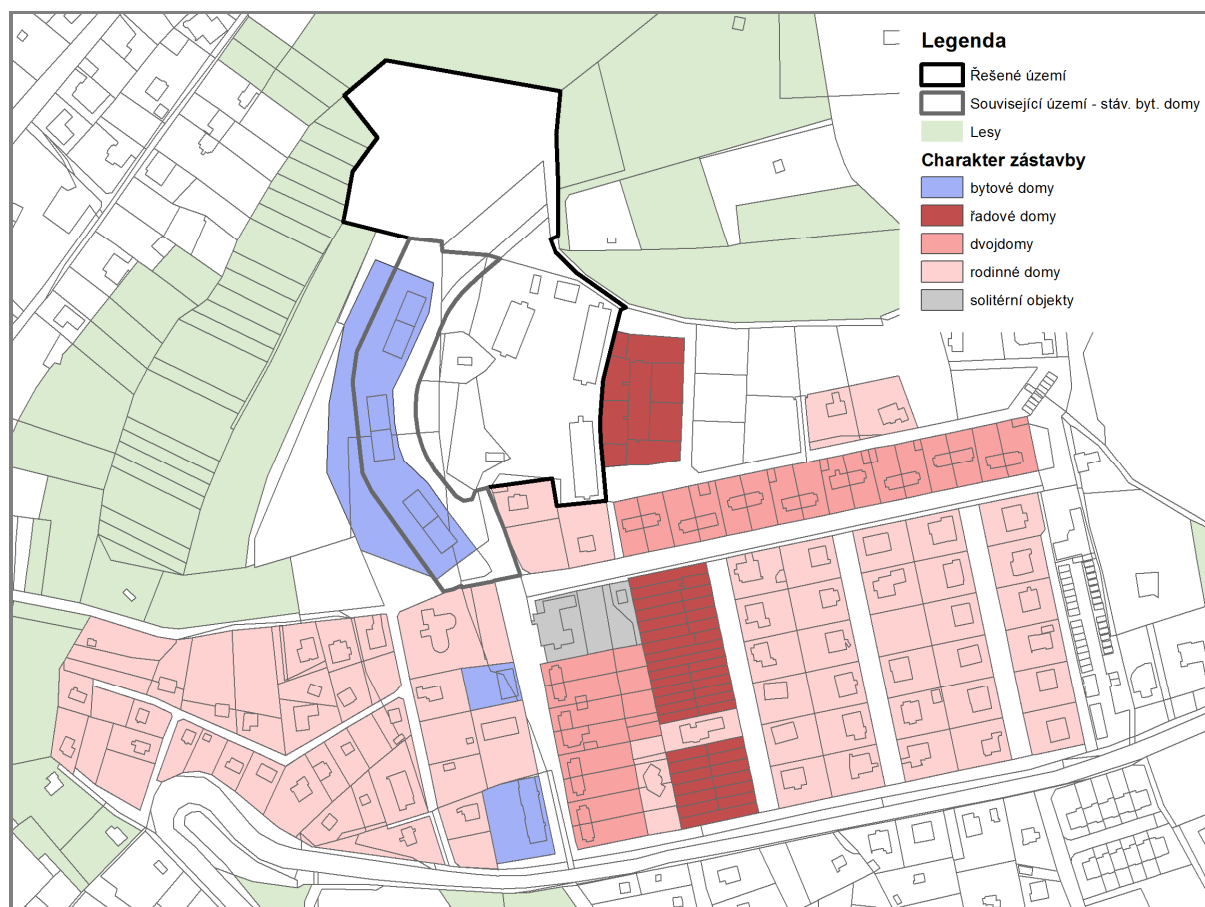 Legenda
Řešené území
Související území - stáv. byt. domy
Lesy
Charakter zástavby
bytové domy
řadové domy
dvojdomy
rodinné domy
solitérní objekty